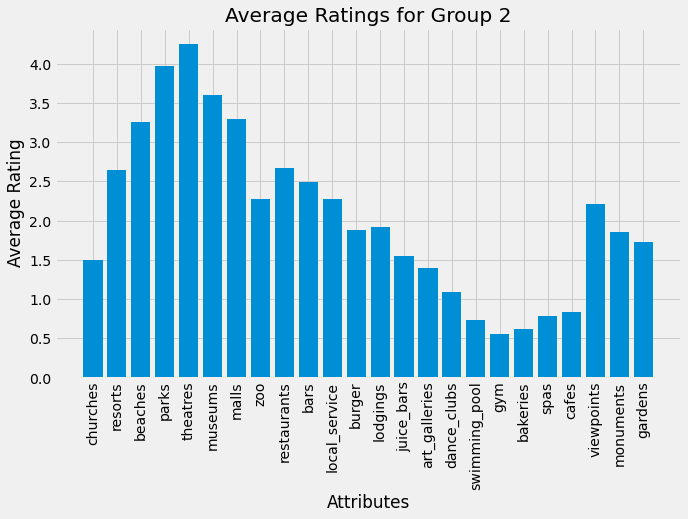 Average Ratings for Group 2
Average Rating
4.0
3.5
3.0
2.5
2.0
1.5
1.0
0.5
0.0
churches
resorts
beaches
parks
theatres
museums
malls
zoo
restaurants
bars
local_service
burger
lodgings
juice_bars
art_galleries
dance_clubs
swimming_pool
gym
bakeries
spas
cafes
viewpoints
monuments
gardens
Attributes